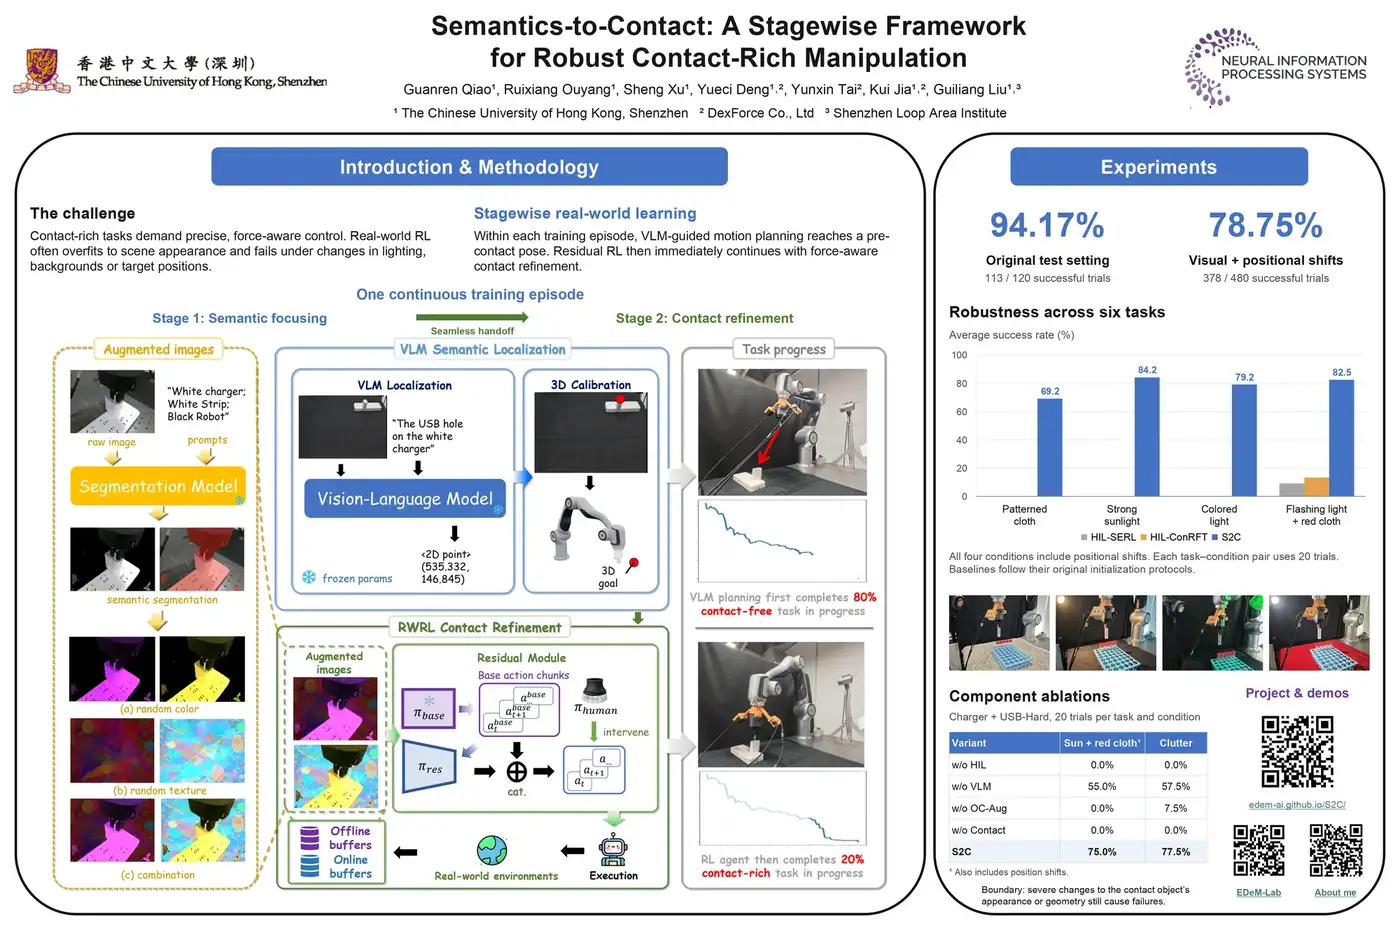 Semantics-to-Contact: A Stagewise Framework
for Robust Contact-Rich Manipulation
香港中文大學(深圳)
The Chinese University of Hong Kong, Shenzhen
NEURAL INFORMATION
PROCESSING SYSTEMS
Guanren Qiao¹, Ruixiang Ouyang¹, Sheng Xu¹, Yueci Deng¹,², Yunxin Tai², Kui Jia¹,², Guiliang Liu¹,³
¹ The Chinese University of Hong Kong, Shenzhen ² DexForce Co., Ltd ³ Shenzhen Loop Area Institute
Introduction & Methodology
The challenge
Contact-rich tasks demand precise, force-aware control. Real-world RL
often overfits to scene appearance and fails under changes in lighting,
backgrounds or target positions.
Stagewise real-world learning
Within each training episode, VLM-guided motion planning reaches a pre-
contact pose. Residual RL then immediately continues with force-aware
contact refinement.
One continuous training episode
Stage 1: Semantic focusing
Seamless handoff
Stage 2: Contact refinement
Augmented images
"White charger;
White Strip;
Black Robot"
raw image
prompts
Segmentation Model
semantic segmentation
(a) random color
(b) random texture
(c) combination
VLM Semantic Localization
VLM Localization
"The USB hole
on the white
charger"
Vision-Language Model
<2D point>
(535.332,
146.845)
frozen params
3D Calibration
3D
goal
RWRL Contact Refinement
Augmented
images
Residual Module
Base action chunks
π_base
a^base_...
a^base_t+1
a^base_t
π_human
intervene
π_res
cat.
a_...
a_t+1
a_t
Offline
buffers
Online
buffers
Real-world environments
Execution
Task progress
VLM planning first completes 80%
contact-free task in progress
RL agent then completes 20%
contact-rich task in progress
Experiments
94.17%
Original test setting
113 / 120 successful trials
78.75%
Visual + positional shifts
378 / 480 successful trials
Robustness across six tasks
Average success rate (%)
100
80
60
40
20
0
69.2
84.2
79.2
82.5
Patterned
cloth
Strong
sunlight
Colored
light
Flashing light
+ red cloth
HIL-SERL HIL-ConRFT S2C
All four conditions include positional shifts. Each task–condition pair uses 20 trials.
Baselines follow their original initialization protocols.
Component ablations
Charger + USB-Hard, 20 trials per task and condition
Variant Sun + red cloth¹ Clutter
w/o HIL 0.0% 0.0%
w/o VLM 55.0% 57.5%
w/o OC-Aug 0.0% 7.5%
w/o Contact 0.0% 0.0%
S2C 75.0% 77.5%
¹ Also includes position shifts.
Boundary: severe changes to the contact object's
appearance or geometry still cause failures.
Project & demos
edem-ai.github.io/S2C/
EDeM-Lab
About me